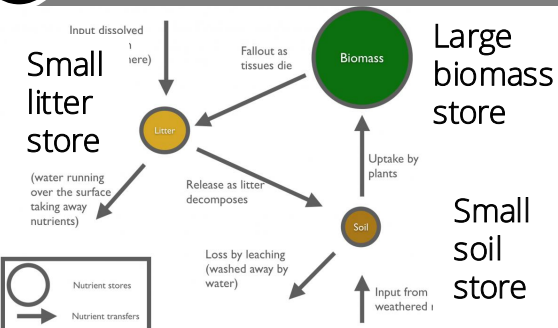 Input dissolved
Small
litter
store
Litter
(water running
over the surface
taking away
nutrients)
Fallout as
tissues die
Biomass
Large
biomass
store
Release as litter
decomposes
Uptake by
plants
Soil
Small
soil
store
Loss by leaching
(washed away by
water)
Input from
weathered
Nutrient stores
Nutrient transfers